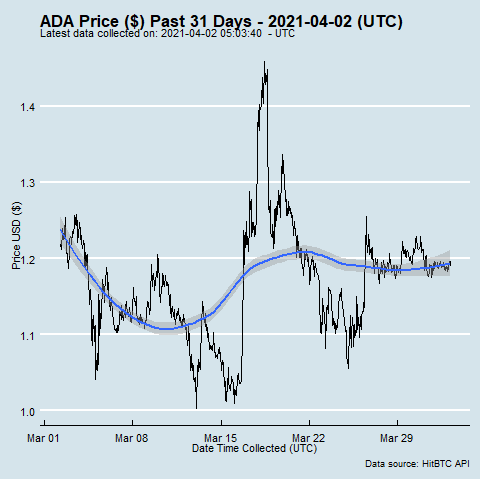 ADA Price ($) Past 31 Days - 2021-04-02 (UTC)
Latest data collected on: 2021-04-02 05:03:40 - UTC
Price USD ($)
1.4
1.3
1.2
1.1
1.0
Mar 01 Mar 08 Mar 15 Mar 22 Mar 29
Date Time Collected (UTC)
Data source: HitBTC API